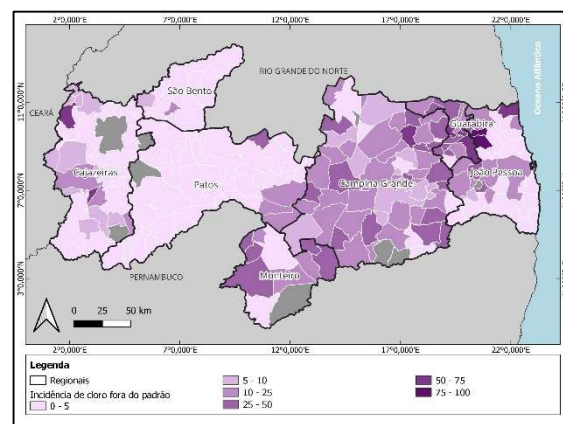 2°0,000'N 7°0,000'N 12°0,000'N 17°0,000'N 22°0,000'N
11°0,000'N
7°0,000'N
3°0,000'N
RIO GRANDE DO NORTE
CEARÁ
PERNAMBUCO
Oceano Atlântico
São Bento
Guarabira
Cajazeiras
Patos
Campina Grande
João Pessoa
Monteiro
0 25 50 km
2°0,000'N 7°0,000'N 12°0,000'N 17°0,000'N 22°0,000'N
Legenda
Regionais
Incidência de cloro fora do padrão
0 - 5
5 - 10
10 - 25
25 - 50
50 - 75
75 - 100